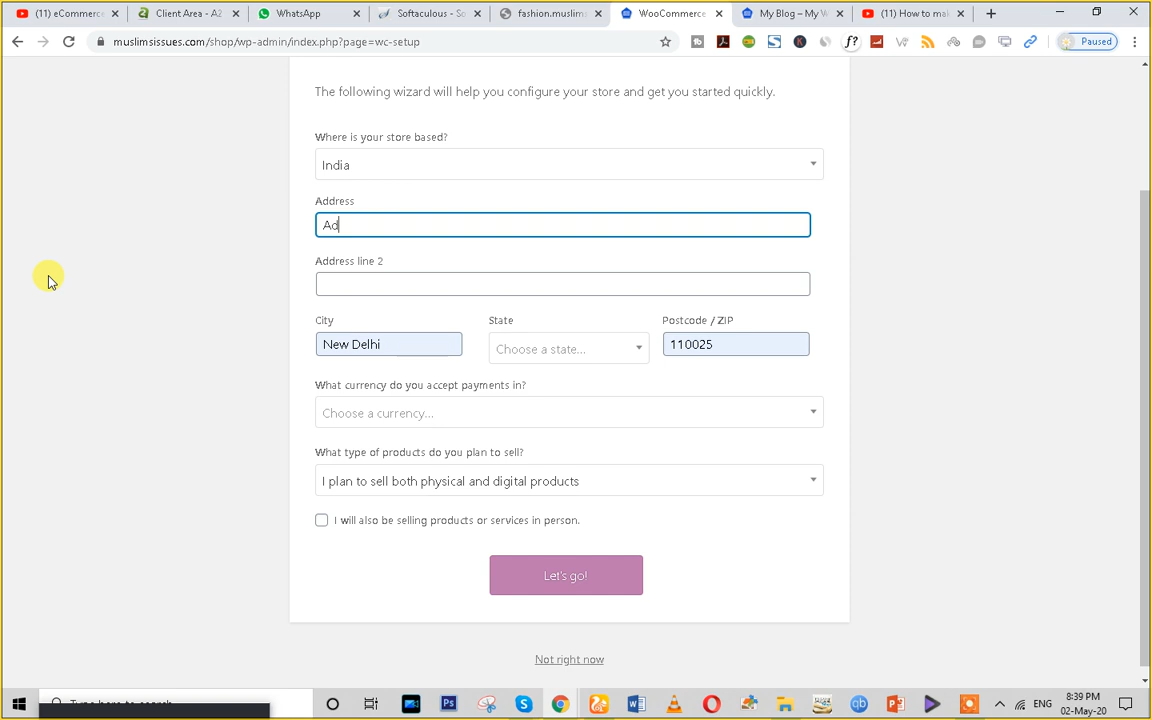 (11) eCommerce
Client Area - A2
WhatsApp
Softaculous - So
fashion.muslims
WooCommerce
My Blog – My W
(11) How to mak
muslimsissues.com/shop/wp-admin/index.php?page=wc-setup
Paused
The following wizard will help you configure your store and get you started quickly.
Where is your store based?
India
Address
Ad
Address line 2
City
State
Postcode / ZIP
New Delhi
Choose a state...
110025
What currency do you accept payments in?
Choose a currency...
What type of products do you plan to sell?
I plan to sell both physical and digital products
I will also be selling products or services in person.
Let's go!
Not right now
Type here to search
ENG
8:39 PM
02-May-20